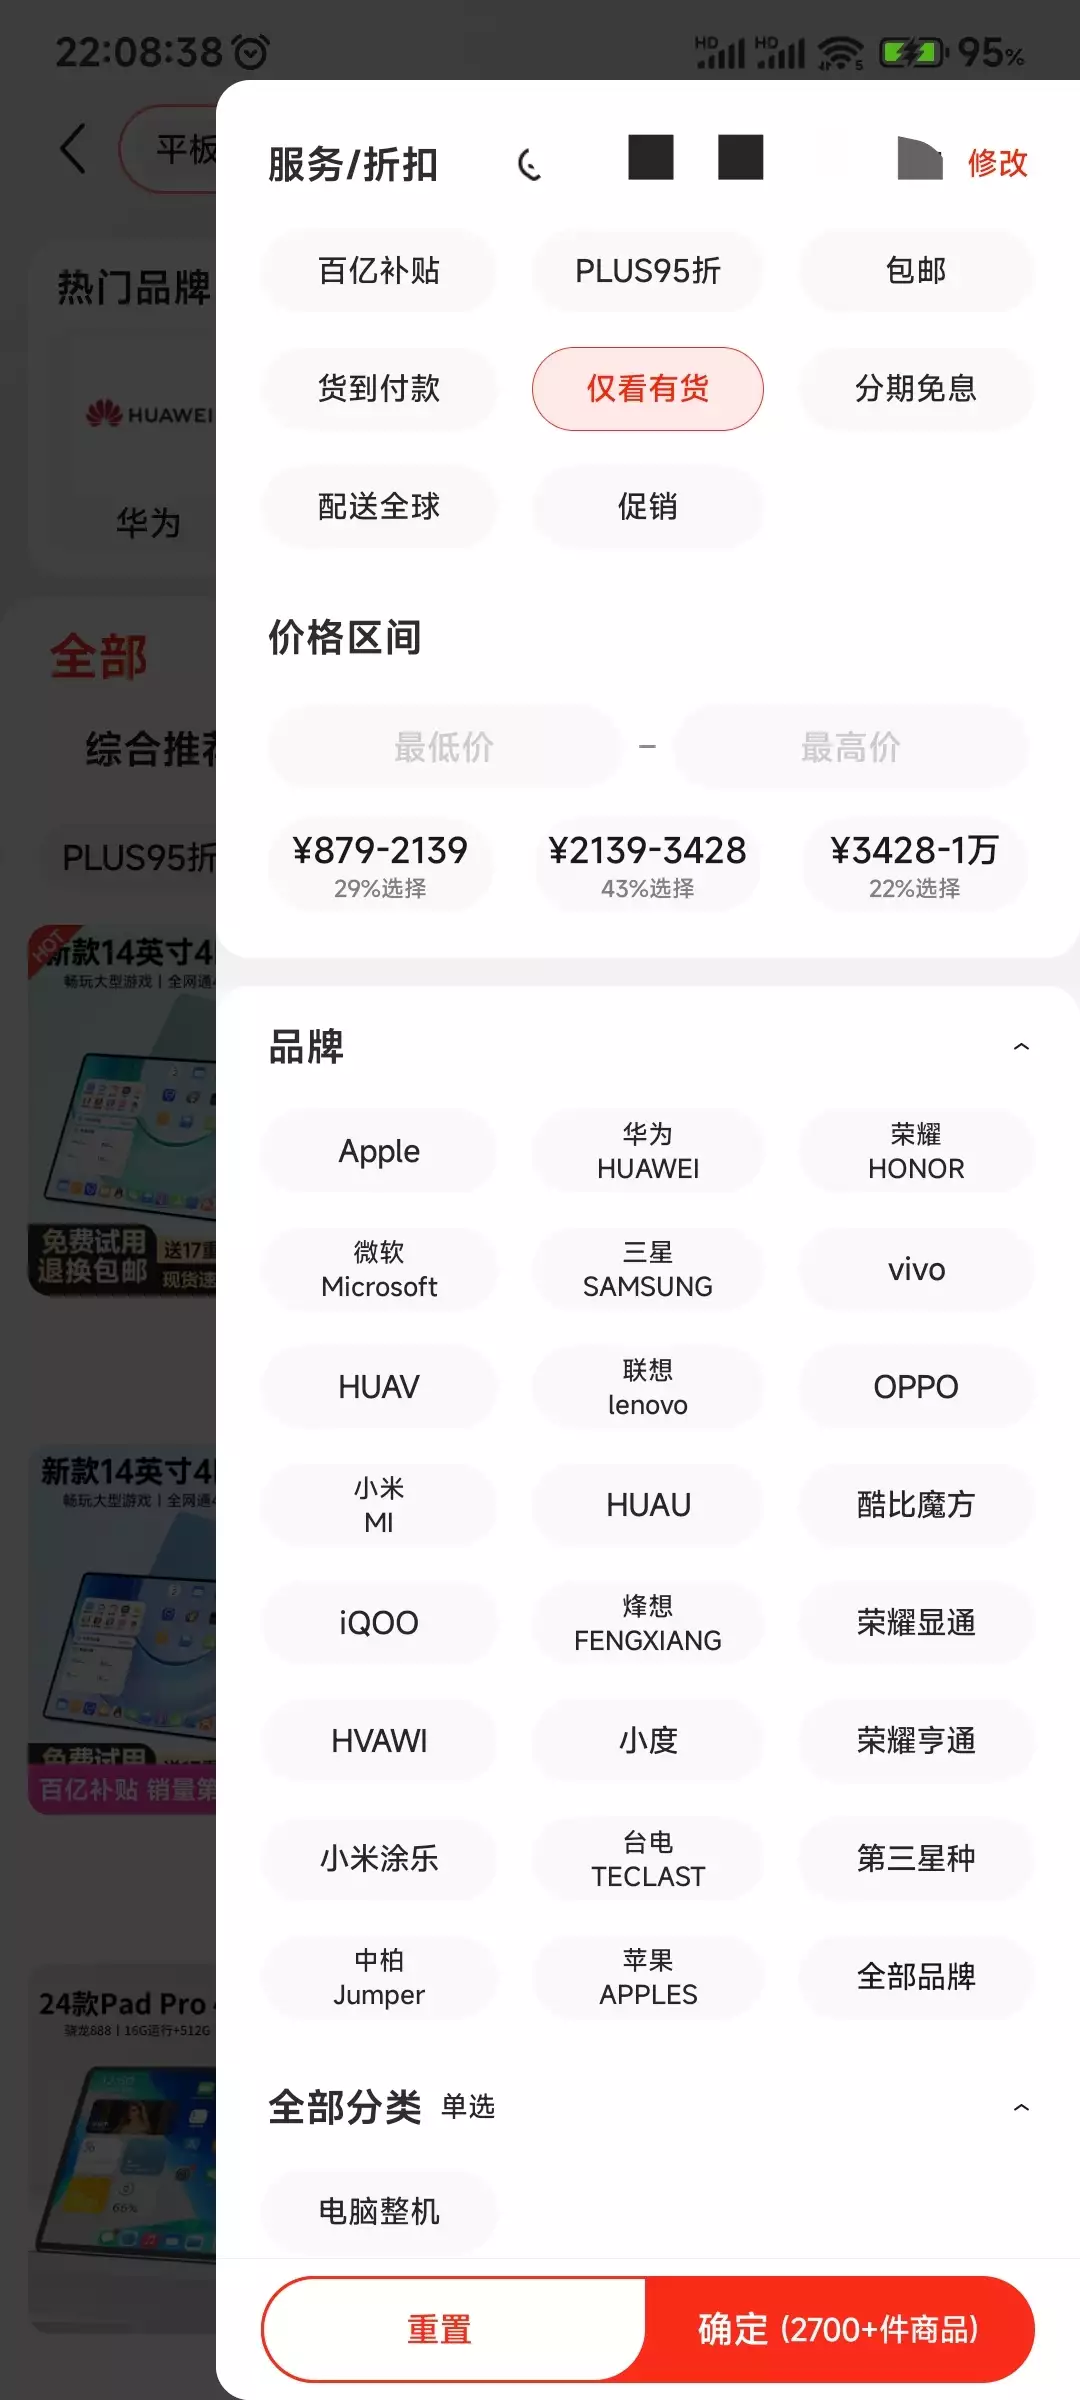 22:08:38
HD HD 5 95%
平板
服务/折扣
修改
百亿补贴
PLUS95折
包邮
货到付款
仅看有货
分期免息
配送全球
促销
价格区间
最低价
-
最高价
¥879-2139
29%选择
¥2139-3428
43%选择
¥3428-1万
22%选择
品牌
Apple
华为
HUAWEI
荣耀
HONOR
微软
Microsoft
三星
SAMSUNG
vivo
HUAV
联想
lenovo
OPPO
小米
MI
HUAU
酷比魔方
iQOO
烽想
FENGXIANG
荣耀显通
HVAWI
小度
荣耀亨通
小米涂乐
台电
TECLAST
第三星种
中柏
Jumper
苹果
APPLES
全部品牌
全部分类 单选
电脑整机
重置
确定 (2700+件商品)
热门品牌
HUAWEI
华为
全部
综合推荐
PLUS95折
HOT
新款14英寸4
畅玩大型游戏 | 全网通
免费试用
退换包邮
送17重
现货速
新款14英寸4
畅玩大型游戏 | 全网通
免费试用
百亿补贴 销量第
24款Pad Pro
骁龙888 | 16G运行+512G
66%